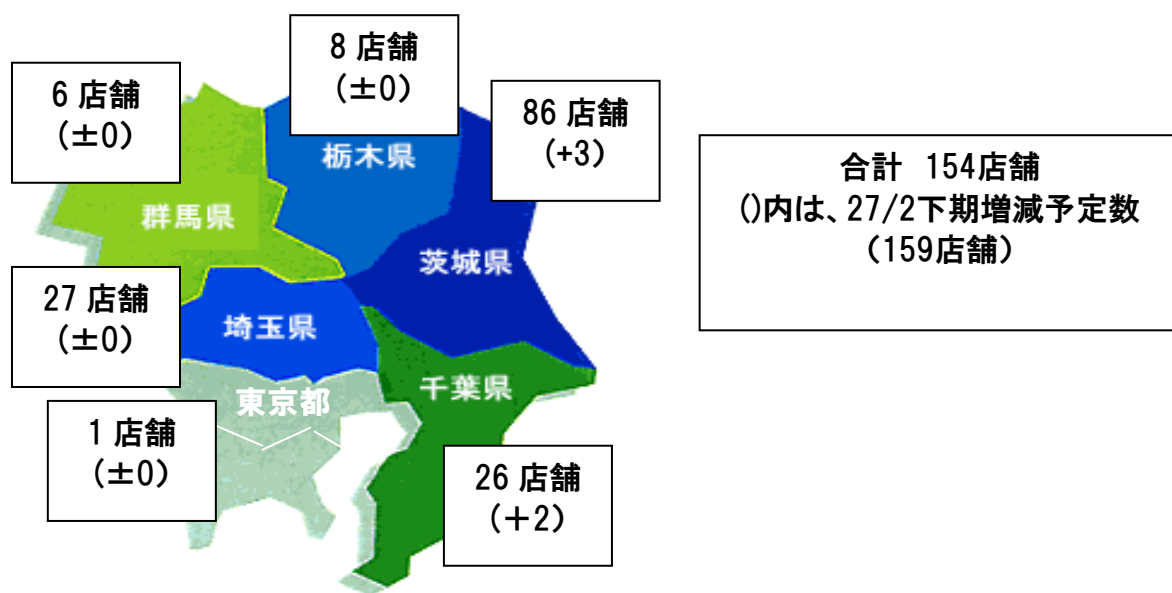 8 店舗
(±0)
6 店舗
(±0)
86 店舗
(+3)
栃木県
群馬県
茨城県
合計 154店舗
()内は、27/2下期増減予定数
(159店舗)
27 店舗
(±0)
埼玉県
千葉県
東京都
1 店舗
(±0)
26 店舗
(＋2)